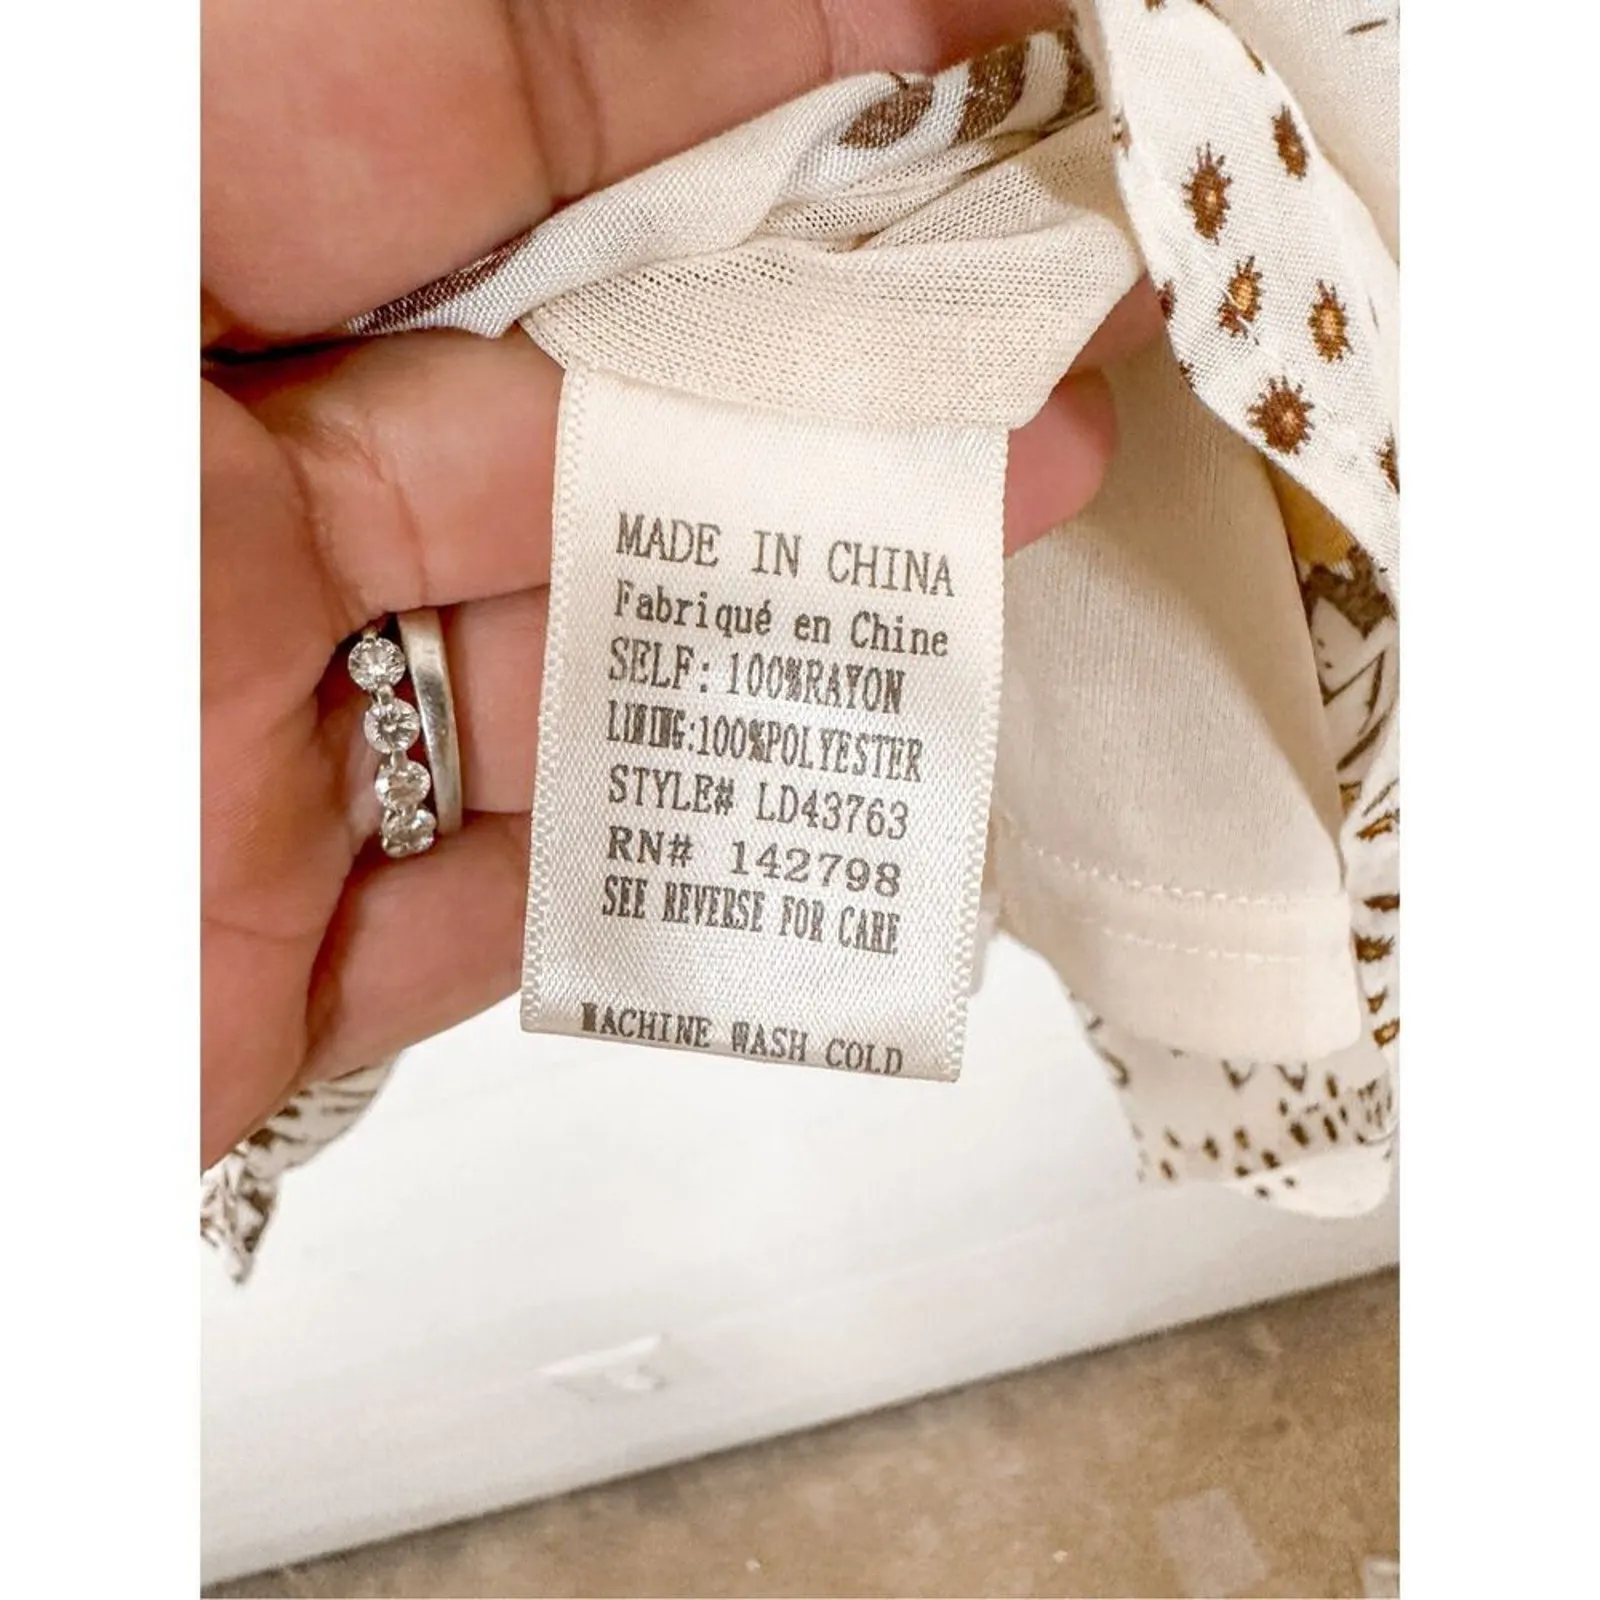 MADE IN CHINA
Fabriqué en Chine
SELF: 100%RAYON
LINING:100%POLYESTER
STYLE# LD43763
RN# 142798
SEE REVERSE FOR CARE
MACHINE WASH COLD